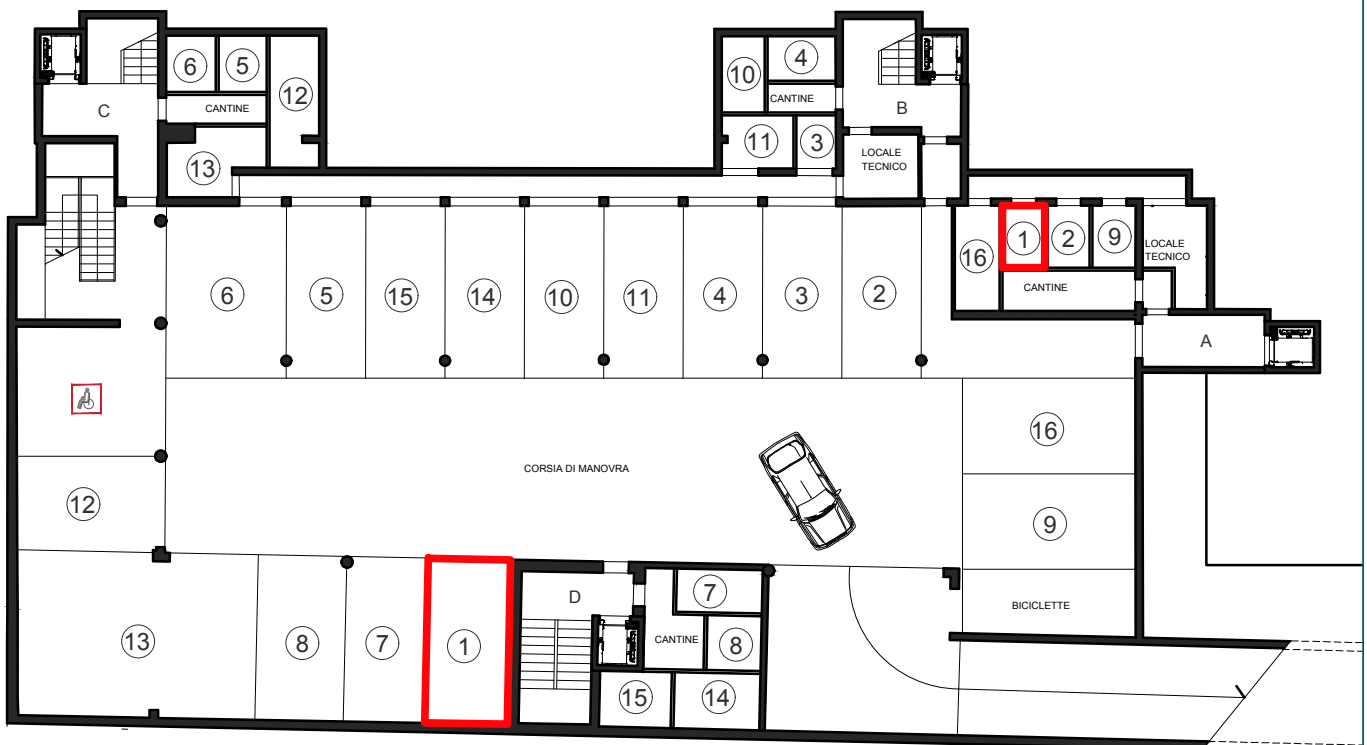 6
5
12
CANTINE
C
13
10
4
CANTINE
11
3
B
LOCALE
TECNICO
16
1
2
9
LOCALE
TECNICO
CANTINE
A
6
5
15
14
10
11
4
3
2
16
CORSIA DI MANOVRA
12
9
BICICLETTE
13
8
7
1
D
7
CANTINE
8
15
14